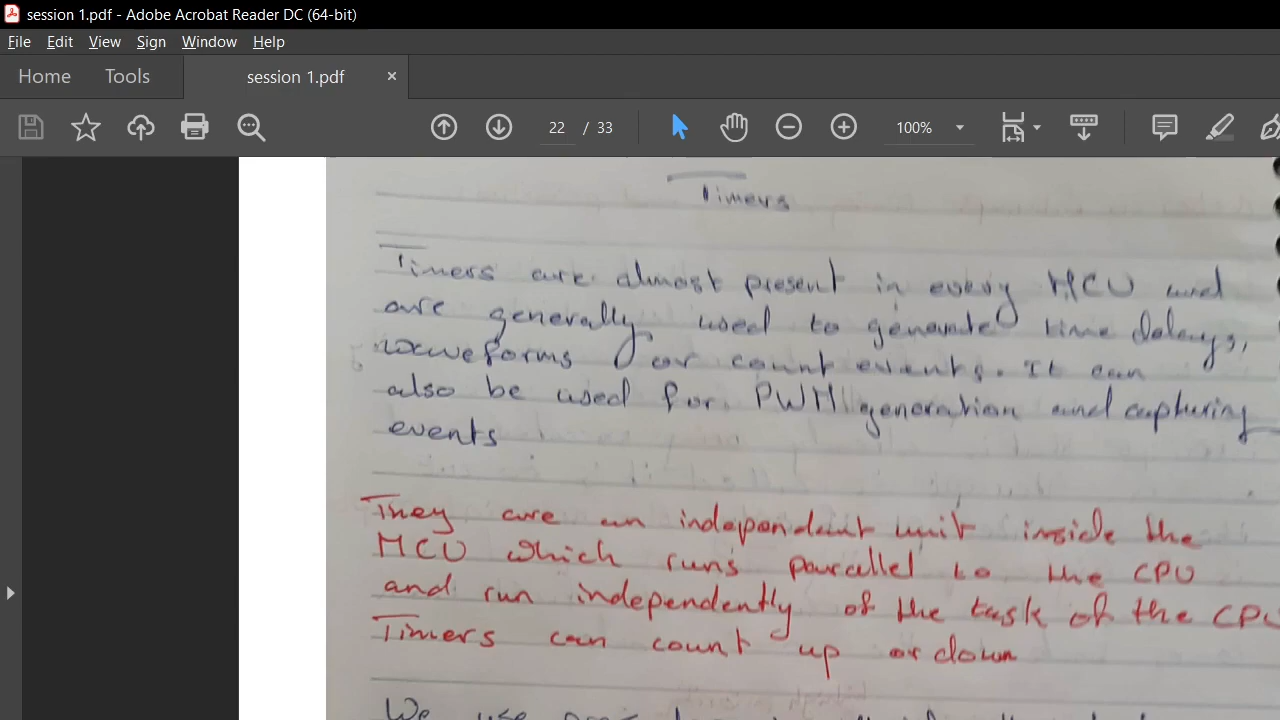 session 1.pdf - Adobe Acrobat Reader DC (64-bit)
File Edit View Sign Window Help
Home Tools session 1.pdf ×
22 / 33 100%
Timers
Timers are almost present in every MCU and
are generally used to generate time delays,
waveforms or count events. It can
also be used for PWM generation and capturing
events
They are an independent unit inside the
MCU which runs parallel to the CPU
and run independently of the task of the CPU
Timers can count up or down
We use